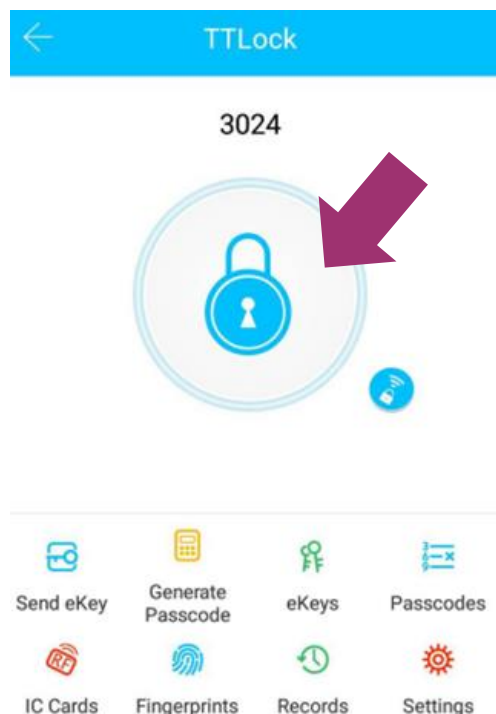 TTLock
3024
Send eKey
Generate
Passcode
eKeys
Passcodes
IC Cards
Fingerprints
Records
Settings